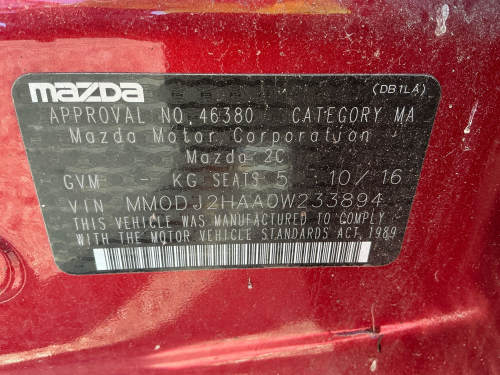 mazda (DB1LA)
APPROVAL NO.46380 CATEGORY MA
Mazda Motor Corporation
Mazda 2C
GVM - KG SEATS 5 10/16
VIN MM0DJ2HAA0W233894
THIS VEHICLE WAS MANUFACTURED TO COMPLY
WITH THE MOTOR VEHICLE STANDARDS ACT 1989